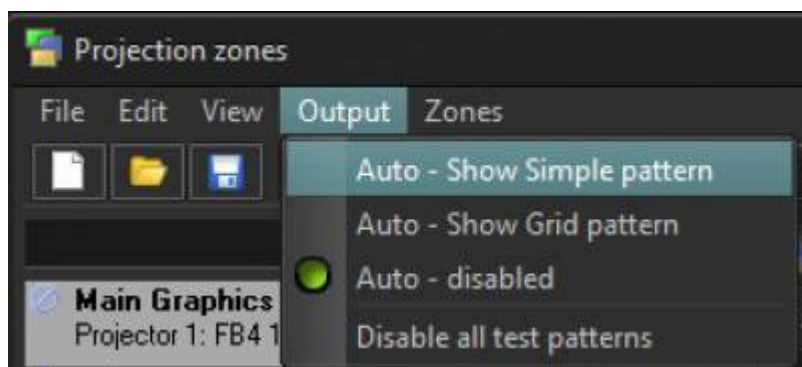 Projection zones
File Edit View Output Zones
Auto - Show Simple pattern
Auto - Show Grid pattern
Auto - disabled
Disable all test patterns
Main Graphics
Projector 1: FB4 1